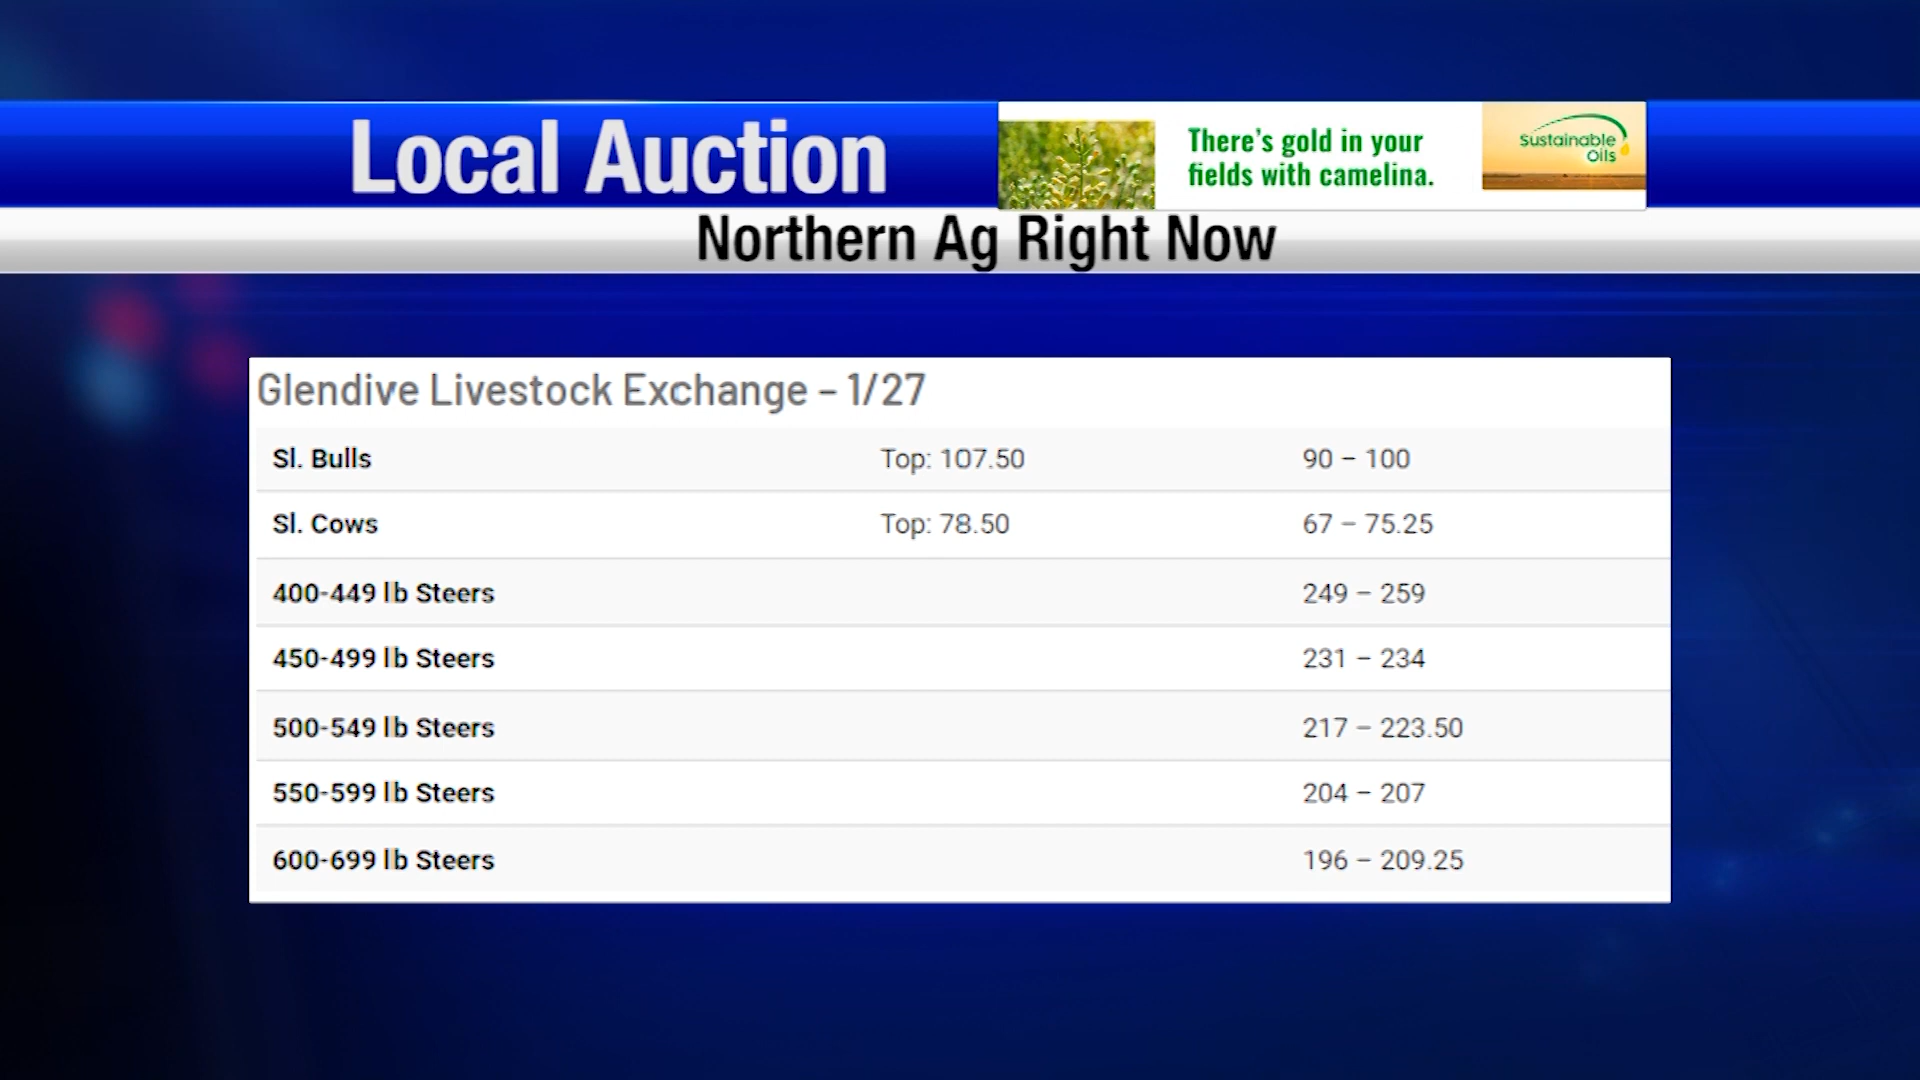 Local Auction
There's gold in your
fields with camelina.
Sustainable
Oils
Northern Ag Right Now
Glendive Livestock Exchange – 1/27
Sl. Bulls Top: 107.50 90 – 100
Sl. Cows Top: 78.50 67 – 75.25
400-449 lb Steers 249 – 259
450-499 lb Steers 231 – 234
500-549 lb Steers 217 – 223.50
550-599 lb Steers 204 – 207
600-699 lb Steers 196 – 209.25